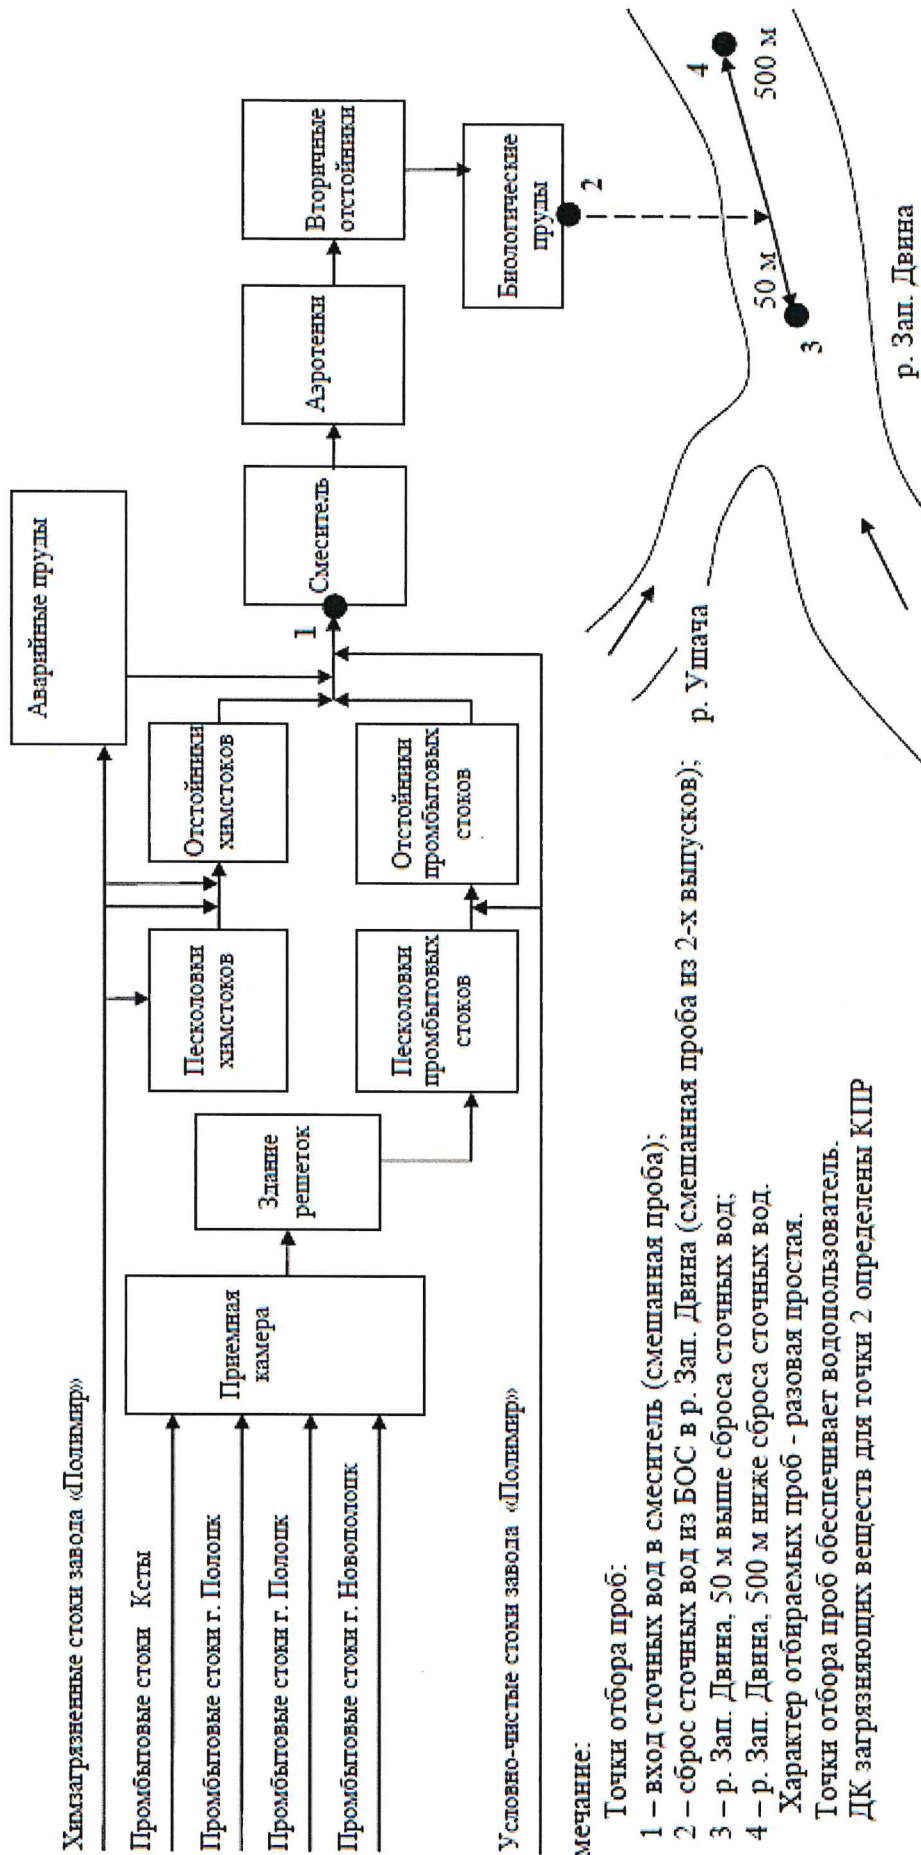 Химзагрязненные стоки завода «Полимир»
Промбытовые стоки Ксты
Промбытовые стоки г. Полоцк
Промбытовые стоки г. Полоцк
Промбытовые стоки г. Новополоцк
Условно-чистые стоки завода «Полимир»
Приемная
камера
Здание
решеток
Песколовки
химстоков
Песколовки
промбытовых
стоков
Отстойники
химстоков
Отстойники
промбытовых
стоков
Аварийные пруды
1
Смеситель
Аэротенки
Вторичные
отстойники
Биологические
пруды
2
3
50 м
4
500 м
р. Ушача
р. Зап. Двина
мечание:
Точки отбора проб:
1 – вход сточных вод в смеситель (смешанная проба);
2 – сброс сточных вод из БОС в р. Зап. Двина (смешанная проба из 2-х выпусков);
3 – р. Зап. Двина, 50 м выше сброса сточных вод;
4 – р. Зап. Двина, 500 м ниже сброса сточных вод.
Характер отбираемых проб - разовая простая.
Точки отбора проб обеспечивает водопользователь.
ДК загрязняющих веществ для точки 2 определены КПР